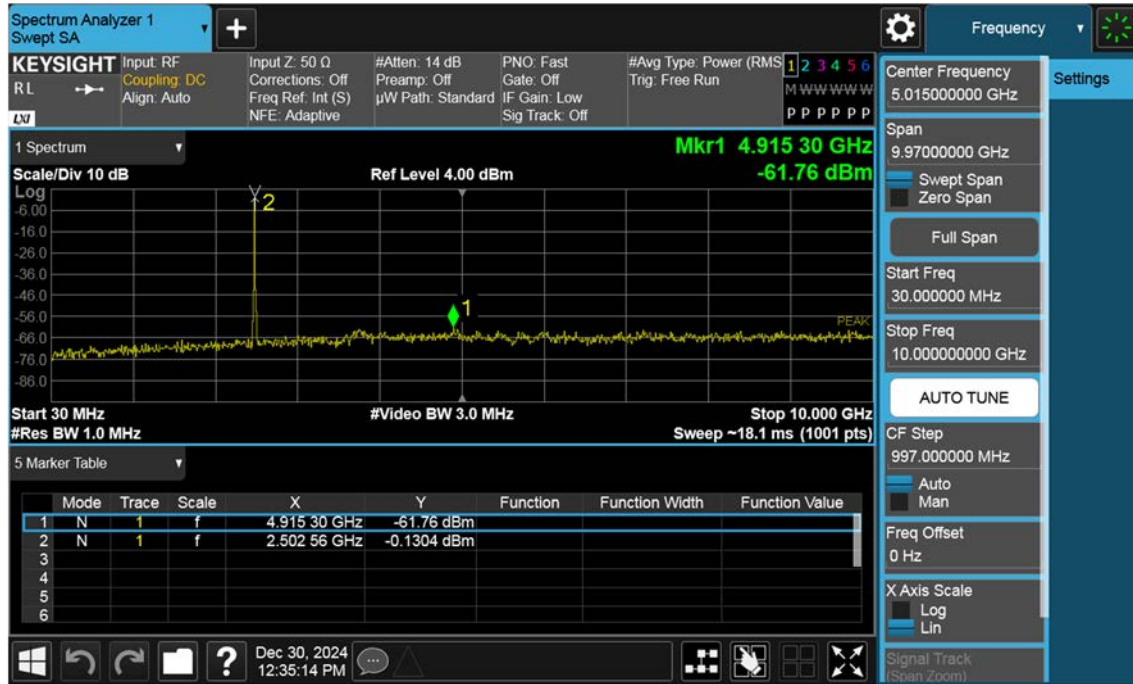 Spectrum Analyzer 1
Swept SA
+
Frequency
KEYSIGHT
RL
LXI
Input: RF
Coupling: DC
Align: Auto
Input Z: 50 Ω
Corrections: Off
Freq Ref: Int (S)
NFE: Adaptive
#Atten: 14 dB
Preamp: Off
µW Path: Standard
PNO: Fast
Gate: Off
IF Gain: Low
Sig Track: Off
#Avg Type: Power (RMS
Trig: Free Run
1 2 3 4 5 6
M W W W W W
P P P P P P
1 Spectrum
Mkr1 4.915 30 GHz
-61.76 dBm
Scale/Div 10 dB
Ref Level 4.00 dBm
Log
-6.00
-16.0
-26.0
-36.0
-46.0
-56.0
-66.0
-76.0
-86.0
2
1
PEAK
Start 30 MHz
#Video BW 3.0 MHz
Stop 10.000 GHz
#Res BW 1.0 MHz
Sweep ~18.1 ms (1001 pts)
5 Marker Table
Mode Trace Scale X Y Function Function Width Function Value
1 N 1 f 4.915 30 GHz -61.76 dBm
2 N 1 f 2.502 56 GHz -0.1304 dBm
3
4
5
6
?
Dec 30, 2024
12:35:14 PM
Center Frequency
5.015000000 GHz
Span
9.97000000 GHz
Swept Span
Zero Span
Full Span
Start Freq
30.000000 MHz
Stop Freq
10.000000000 GHz
AUTO TUNE
CF Step
997.000000 MHz
Auto
Man
Freq Offset
0 Hz
X Axis Scale
Log
Lin
Signal Track
(Span Zoom)
Settings